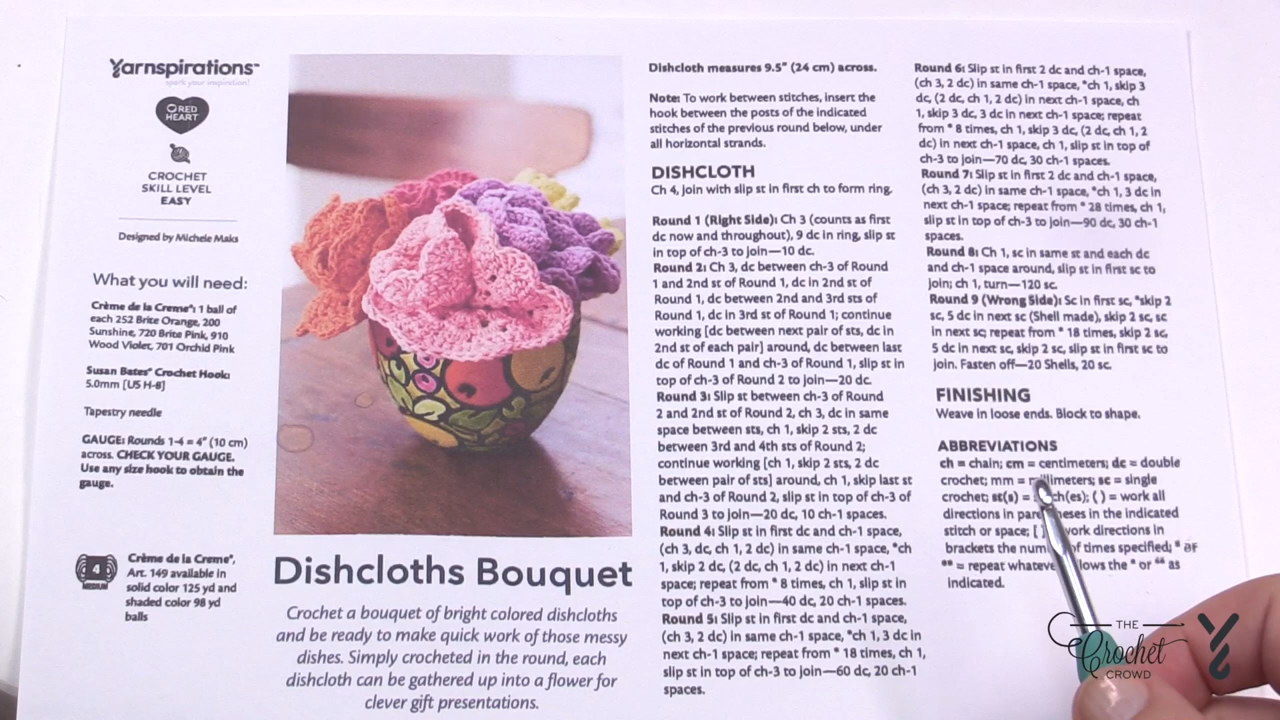 Yarnspirations™
spark your inspiration!
RED
HEART
CROCHET
SKILL LEVEL
EASY
Designed by Michele Maks
What you will need:
Crème de la Creme®: 1 ball of
each 252 Brite Orange, 200
Sunshine, 720 Brite Pink, 910
Wood Violet, 701 Orchid Pink
Susan Bates® Crochet Hook:
5.0mm [US H-8]
Tapestry needle
GAUGE: Rounds 1-4 = 4" (10 cm)
across. CHECK YOUR GAUGE.
Use any size hook to obtain the
gauge.
4
MEDIUM
Crème de la Creme®,
Art. 149 available in
solid color 125 yd and
shaded color 98 yd
balls
Dishcloths Bouquet
Crochet a bouquet of bright colored dishcloths
and be ready to make quick work of those messy
dishes. Simply crocheted in the round, each
dishcloth can be gathered up into a flower for
clever gift presentations.
Dishcloth measures 9.5" (24 cm) across.
Note: To work between stitches, insert the
hook between the posts of the indicated
stitches of the previous round below, under
all horizontal strands.
DISHCLOTH
Ch 4, join with slip st in first ch to form ring.
Round 1 (Right Side): Ch 3 (counts as first
dc now and throughout), 9 dc in ring, slip st
in top of ch-3 to join—10 dc.
Round 2: Ch 3, dc between ch-3 of Round
1 and 2nd st of Round 1, dc in 2nd st of
Round 1, dc between 2nd and 3rd sts of
Round 1, dc in 3rd st of Round 1; continue
working [dc between next pair of sts, dc in
2nd st of each pair] around, dc between last
dc of Round 1 and ch-3 of Round 1, slip st in
top of ch-3 of Round 2 to join—20 dc.
Round 3: Slip st between ch-3 of Round
2 and 2nd st of Round 2, ch 3, dc in same
space between sts, ch 1, skip 2 sts, 2 dc
between 3rd and 4th sts of Round 2;
continue working [ch 1, skip 2 sts, 2 dc
between pair of sts] around, ch 1, skip last st
and ch-3 of Round 2, slip st in top of ch-3 of
Round 3 to join—20 dc, 10 ch-1 spaces.
Round 4: Slip st in first dc and ch-1 space,
(ch 3, dc, ch 1, 2 dc) in same ch-1 space, *ch
1, skip 2 dc, (2 dc, ch 1, 2 dc) in next ch-1
space; repeat from * 8 times, ch 1, slip st in
top of ch-3 to join—40 dc, 20 ch-1 spaces.
Round 5: Slip st in first dc and ch-1 space,
(ch 3, 2 dc) in same ch-1 space, *ch 1, 3 dc in
next ch-1 space; repeat from * 18 times, ch 1,
slip st in top of ch-3 to join—60 dc, 20 ch-1
spaces.
Round 6: Slip st in first 2 dc and ch-1 space,
(ch 3, 2 dc) in same ch-1 space, *ch 1, skip 3
dc, (2 dc, ch 1, 2 dc) in next ch-1 space, ch
1, skip 3 dc, 3 dc in next ch-1 space; repeat
from * 8 times, ch 1, skip 3 dc, (2 dc, ch 1, 2
dc) in next ch-1 space, ch 1, slip st in top of
ch-3 to join—70 dc, 30 ch-1 spaces.
Round 7: Slip st in first 2 dc and ch-1 space,
(ch 3, 2 dc) in same ch-1 space, *ch 1, 3 dc in
next ch-1 space; repeat from * 28 times, ch 1,
slip st in top of ch-3 to join—90 dc, 30 ch-1
spaces.
Round 8: Ch 1, sc in same st and each dc
and ch-1 space around, slip st in first sc to
join; ch 1, turn—120 sc.
Round 9 (Wrong Side): Sc in first sc, *skip 2
sc, 5 dc in next sc (Shell made), skip 2 sc, sc
in next sc; repeat from * 18 times, skip 2 sc,
5 dc in next sc, skip 2 sc, slip st in first sc to
join. Fasten off—20 Shells, 20 sc.
FINISHING
Weave in loose ends. Block to shape.
ABBREVIATIONS
ch = chain; cm = centimeters; dc = double
crochet; mm = millimeters; sc = single
crochet; st(s) = ch(es); ( ) = work all
directions in parentheses in the indicated
stitch or space; [ ] work directions in
brackets the num of times specified; * or
** = repeat whatever llows the * or ** as
indicated.
THE
Crochet
CROWD